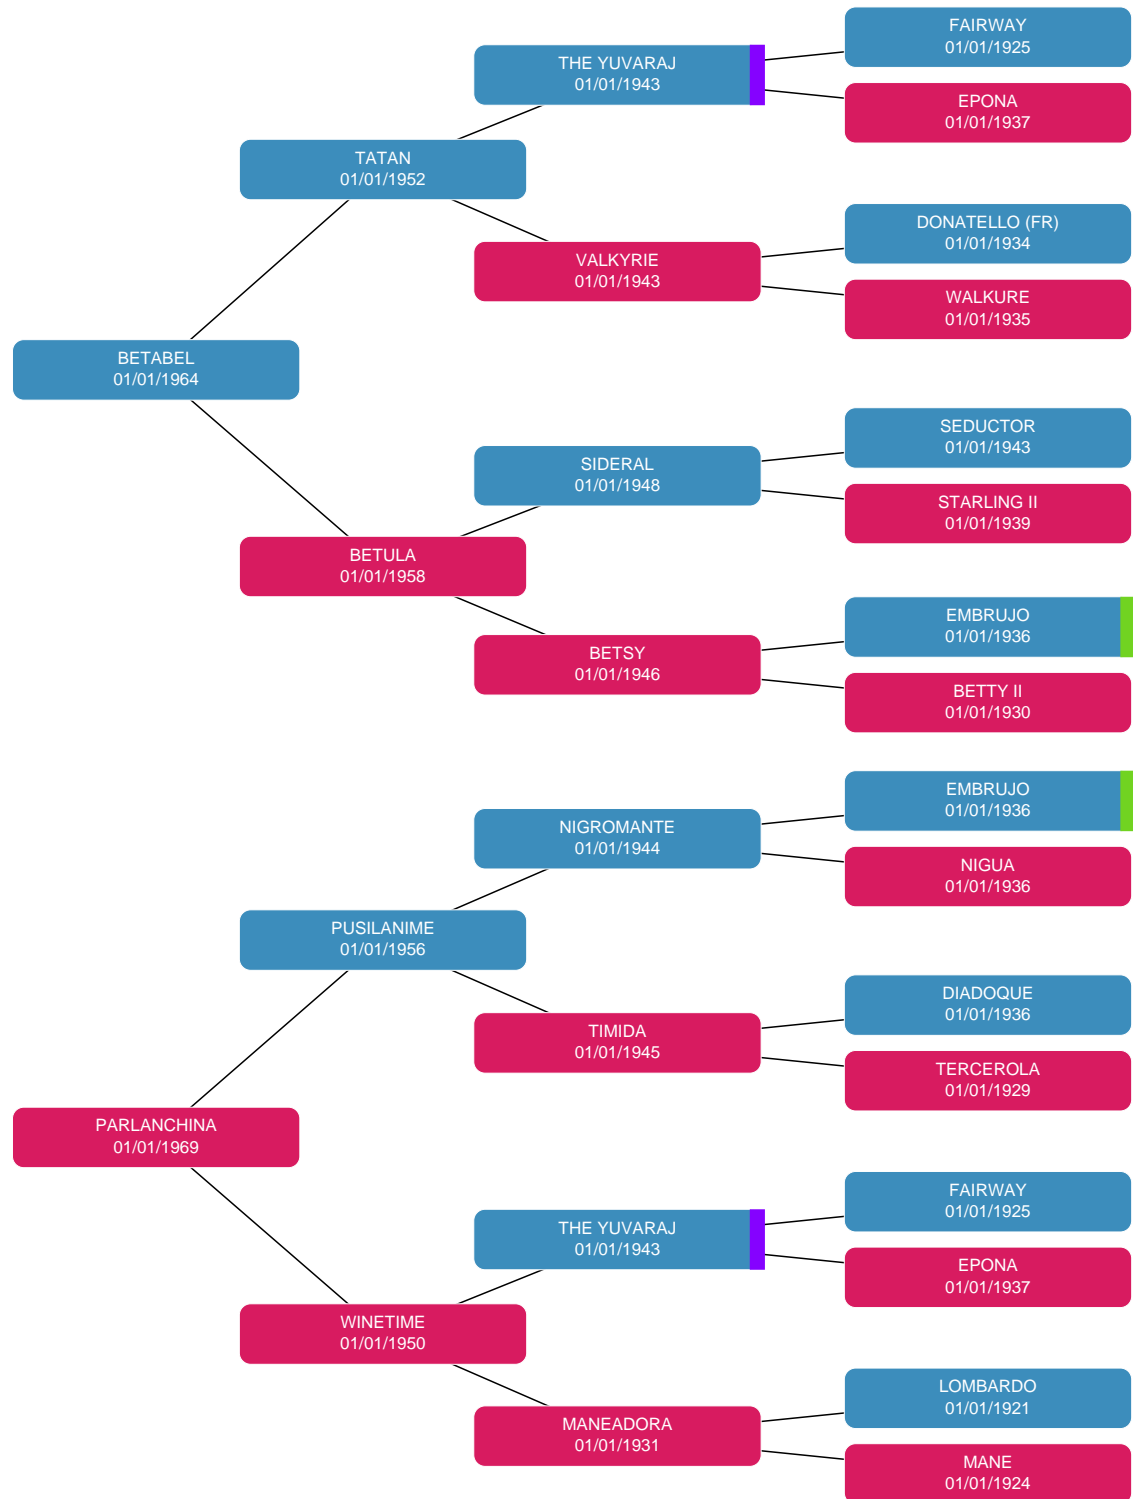 FAIRWAY
01/01/1925
THE YUVARAJ
01/01/1943
EPONA
01/01/1937
TATAN
01/01/1952
DONATELLO (FR)
01/01/1934
VALKYRIE
01/01/1943
WALKURE
01/01/1935
BETABEL
01/01/1964
SEDUCTOR
01/01/1943
SIDERAL
01/01/1948
STARLING II
01/01/1939
BETULA
01/01/1958
EMBRUJO
01/01/1936
BETSY
01/01/1946
BETTY II
01/01/1930
EMBRUJO
01/01/1936
NIGROMANTE
01/01/1944
NIGUA
01/01/1936
PUSILANIME
01/01/1956
DIADOQUE
01/01/1936
TIMIDA
01/01/1945
TERCEROLA
01/01/1929
PARLANCHINA
01/01/1969
FAIRWAY
01/01/1925
THE YUVARAJ
01/01/1943
EPONA
01/01/1937
WINETIME
01/01/1950
LOMBARDO
01/01/1921
MANEADORA
01/01/1931
MANE
01/01/1924